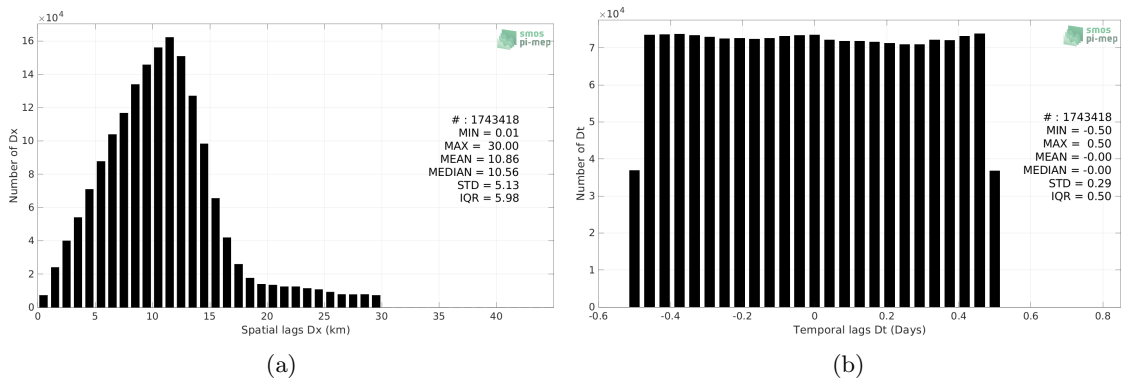 ×10⁴
16
14
12
10
8
6
4
2
0
0
5
10
15
20
25
30
35
40
Number of Dx
Spatial lags Dx (km)
smos
pi-mep
# : 1743418
MIN = 0.01
MAX = 30.00
MEAN = 10.86
MEDIAN = 10.56
STD = 5.13
IQR = 5.98
(a)
×10⁴
7
6
5
4
3
2
1
0
-0.6
-0.4
-0.2
0
0.2
0.4
0.6
0.8
Number of Dt
Temporal lags Dt (Days)
smos
pi-mep
# : 1743418
MIN = -0.50
MAX = 0.50
MEAN = -0.00
MEDIAN = -0.00
STD = 0.29
IQR = 0.50
(b)